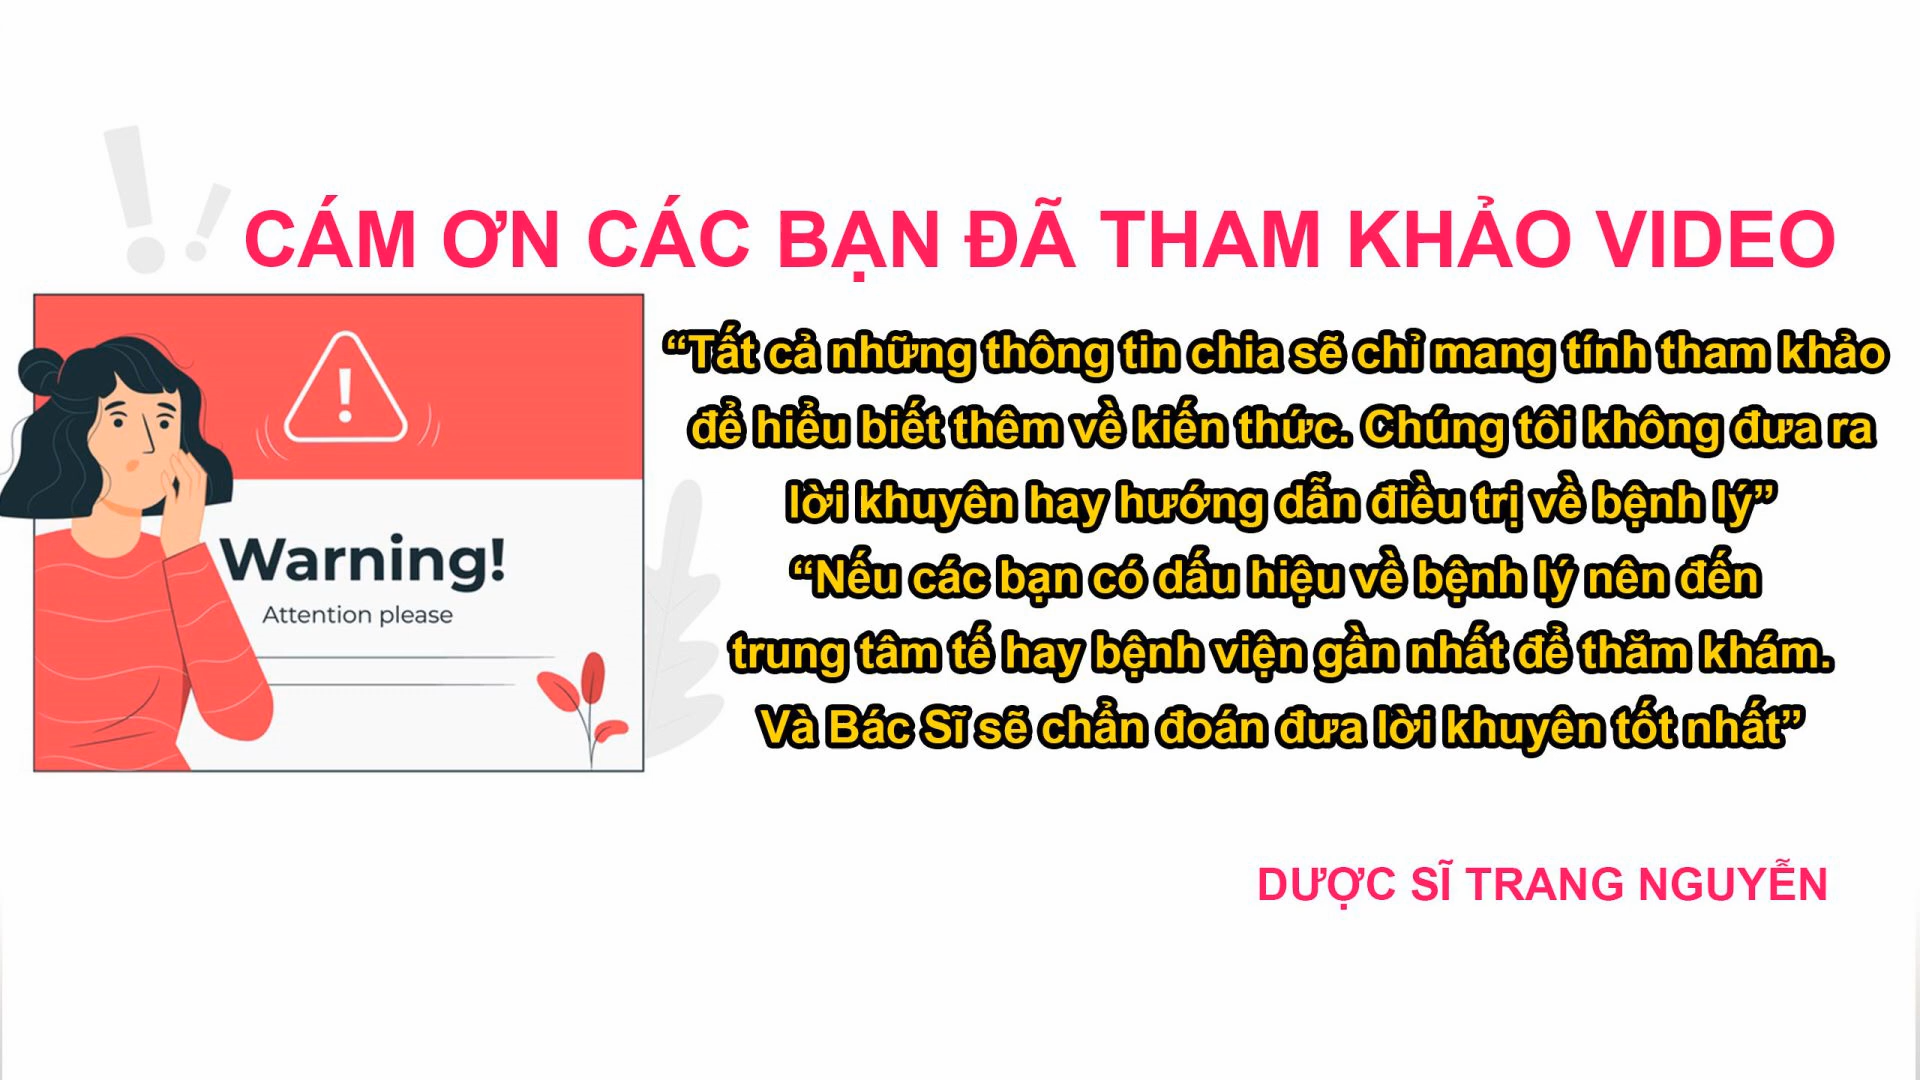 CÁM ƠN CÁC BẠN ĐÃ THAM KHẢO VIDEO
Warning!
Attention please
“Tất cả những thông tin chia sẽ chỉ mang tính tham khảo
để hiểu biết thêm về kiến thức. Chúng tôi không đưa ra
lời khuyên hay hướng dẫn điều trị về bệnh lý”
“Nếu các bạn có dấu hiệu về bệnh lý nên đến
trung tâm tế hay bệnh viện gần nhất để thăm khám.
Và Bác Sĩ sẽ chẩn đoán đưa lời khuyên tốt nhất”
DƯỢC SĨ TRANG NGUYỄN